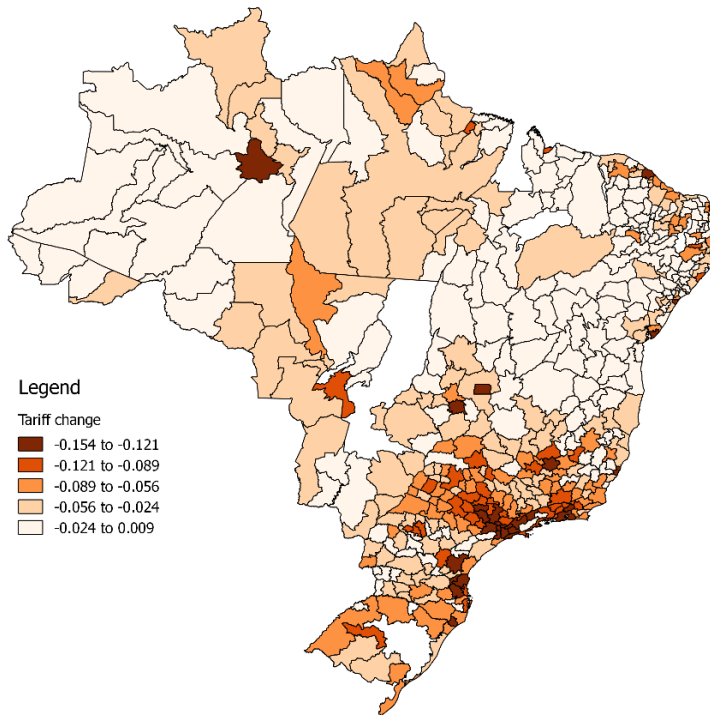 Legend
Tariff change
-0.154 to -0.121
-0.121 to -0.089
-0.089 to -0.056
-0.056 to -0.024
-0.024 to 0.009